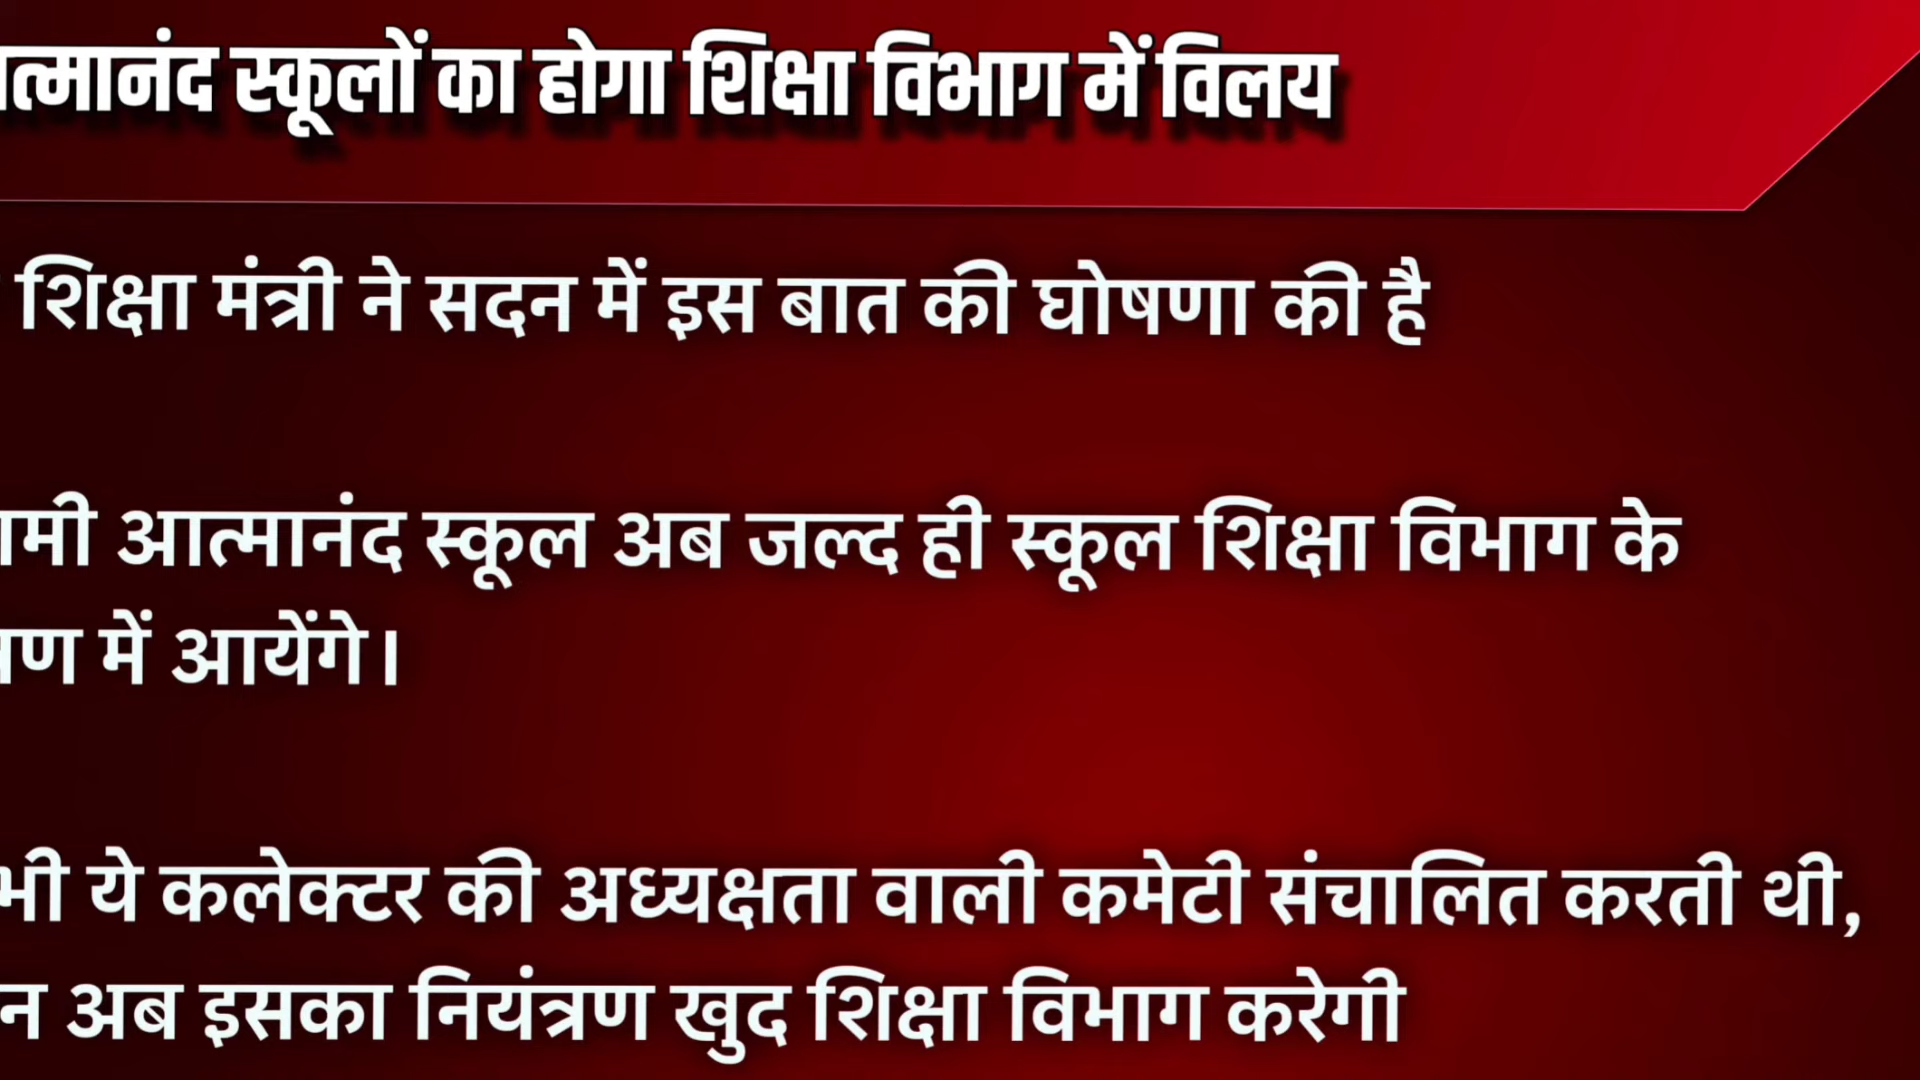 स्कूलों का होगा शिक्षा विभाग में विलय
शिक्षा मंत्री ने सदन में इस बात की घोषणा की है
आत्मानंद स्कूल अब जल्द ही स्कूल शिक्षा विभाग के
में आयेंगे।
ये कलेक्टर की अध्यक्षता वाली कमेटी संचालित करती थी,
अब इसका नियंत्रण खुद शिक्षा विभाग करेगी